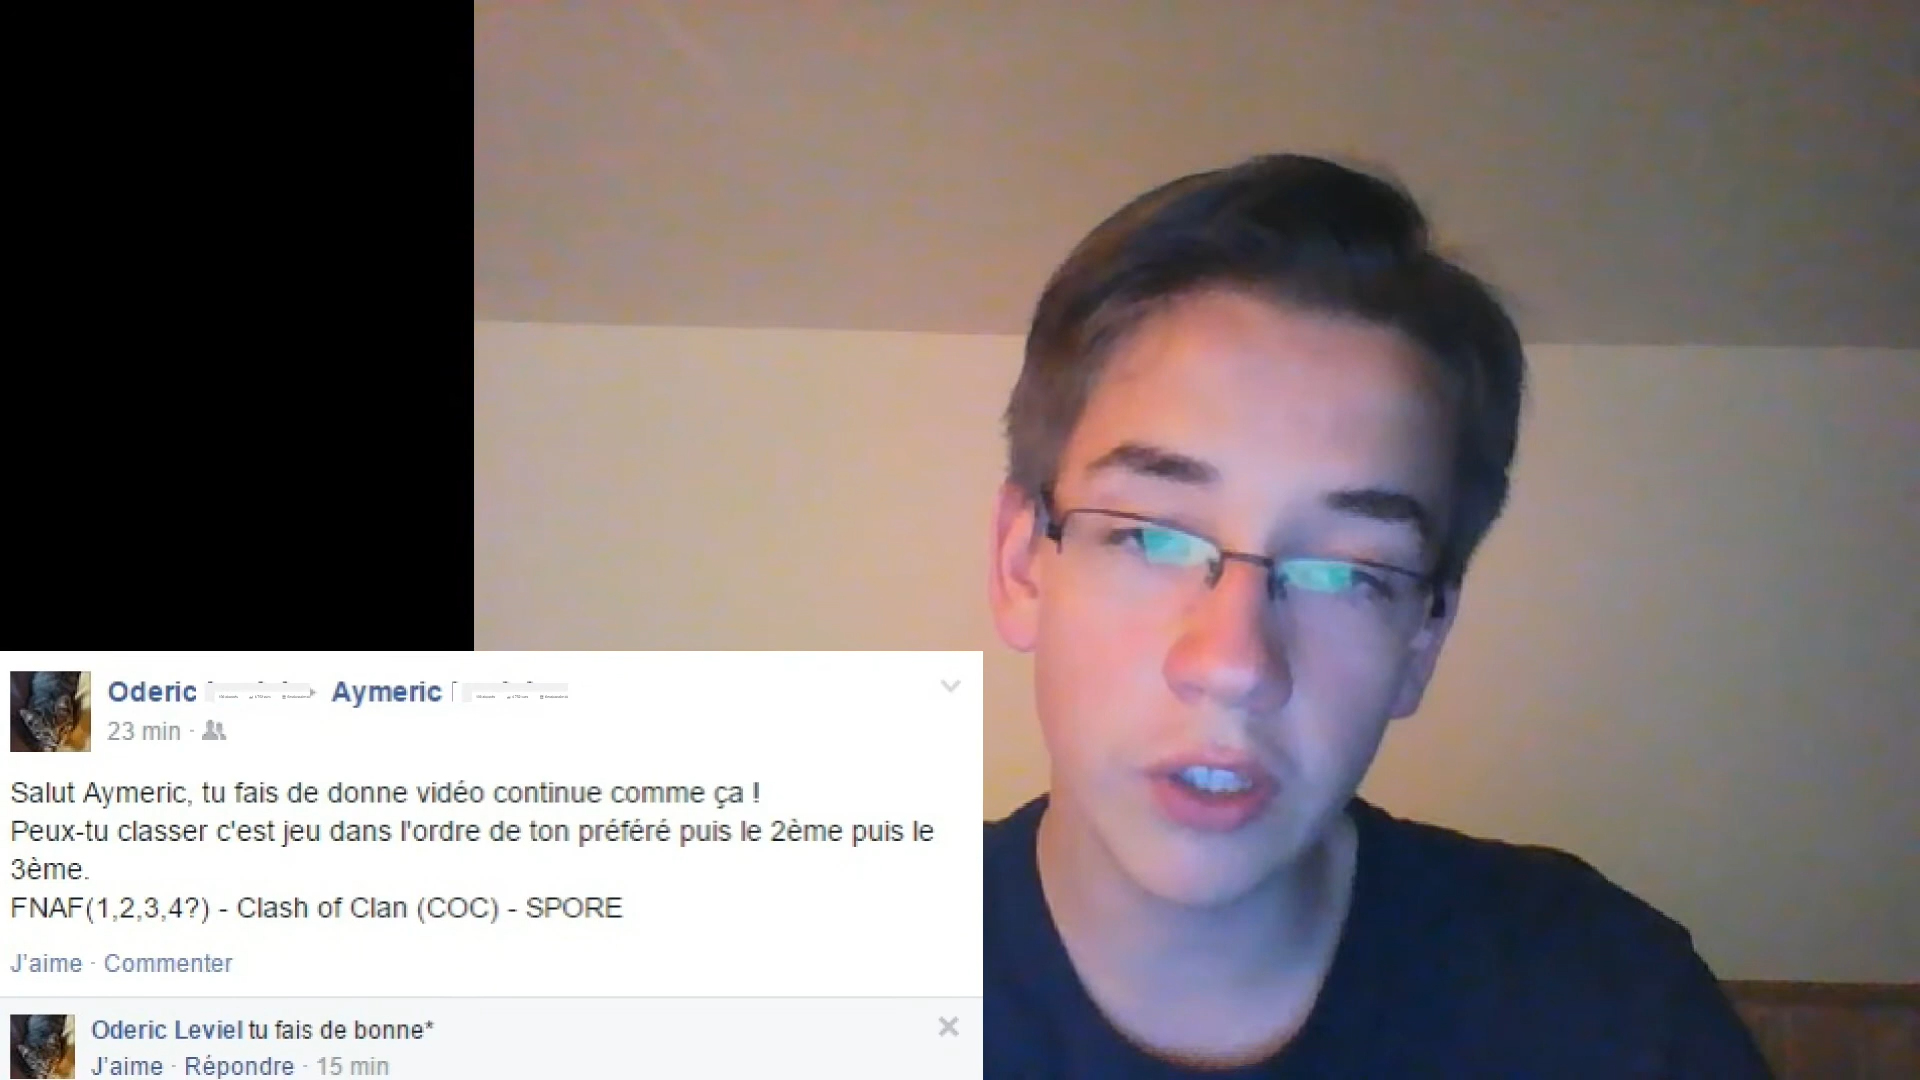 Oderic Aymeric
23 min ·
Salut Aymeric, tu fais de donne vidéo continue comme ça !
Peux-tu classer c'est jeu dans l'ordre de ton préféré puis le 2ème puis le
3ème.
FNAF(1,2,3,4?) - Clash of Clan (COC) - SPORE
J'aime · Commenter
Oderic Leviel tu fais de bonne*
J'aime · Répondre · 15 min